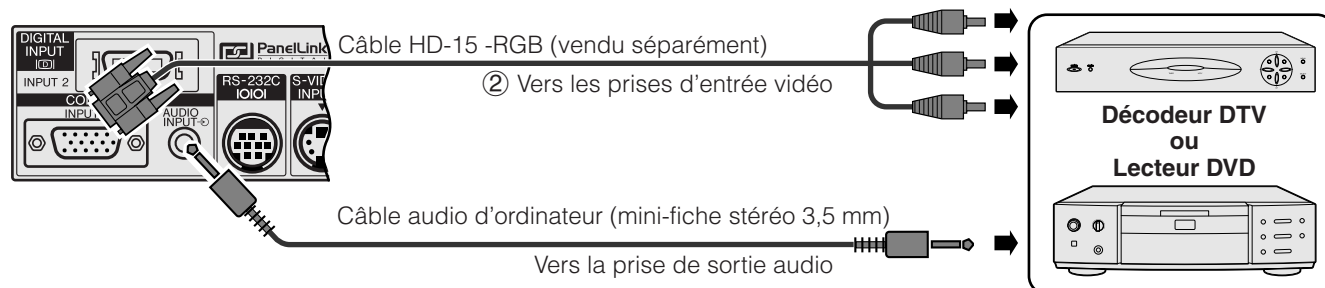 DIGITAL
INPUT
INPUT 2
PanelLink
DIGITAL
Câble HD-15 -RGB (vendu séparément)
② Vers les prises d'entrée vidéo
RS-232C
IOIOI
AUDIO
INPUT
Décodeur DTV
ou
Lecteur DVD
Câble audio d'ordinateur (mini-fiche stéréo 3,5 mm)
Vers la prise de sortie audio